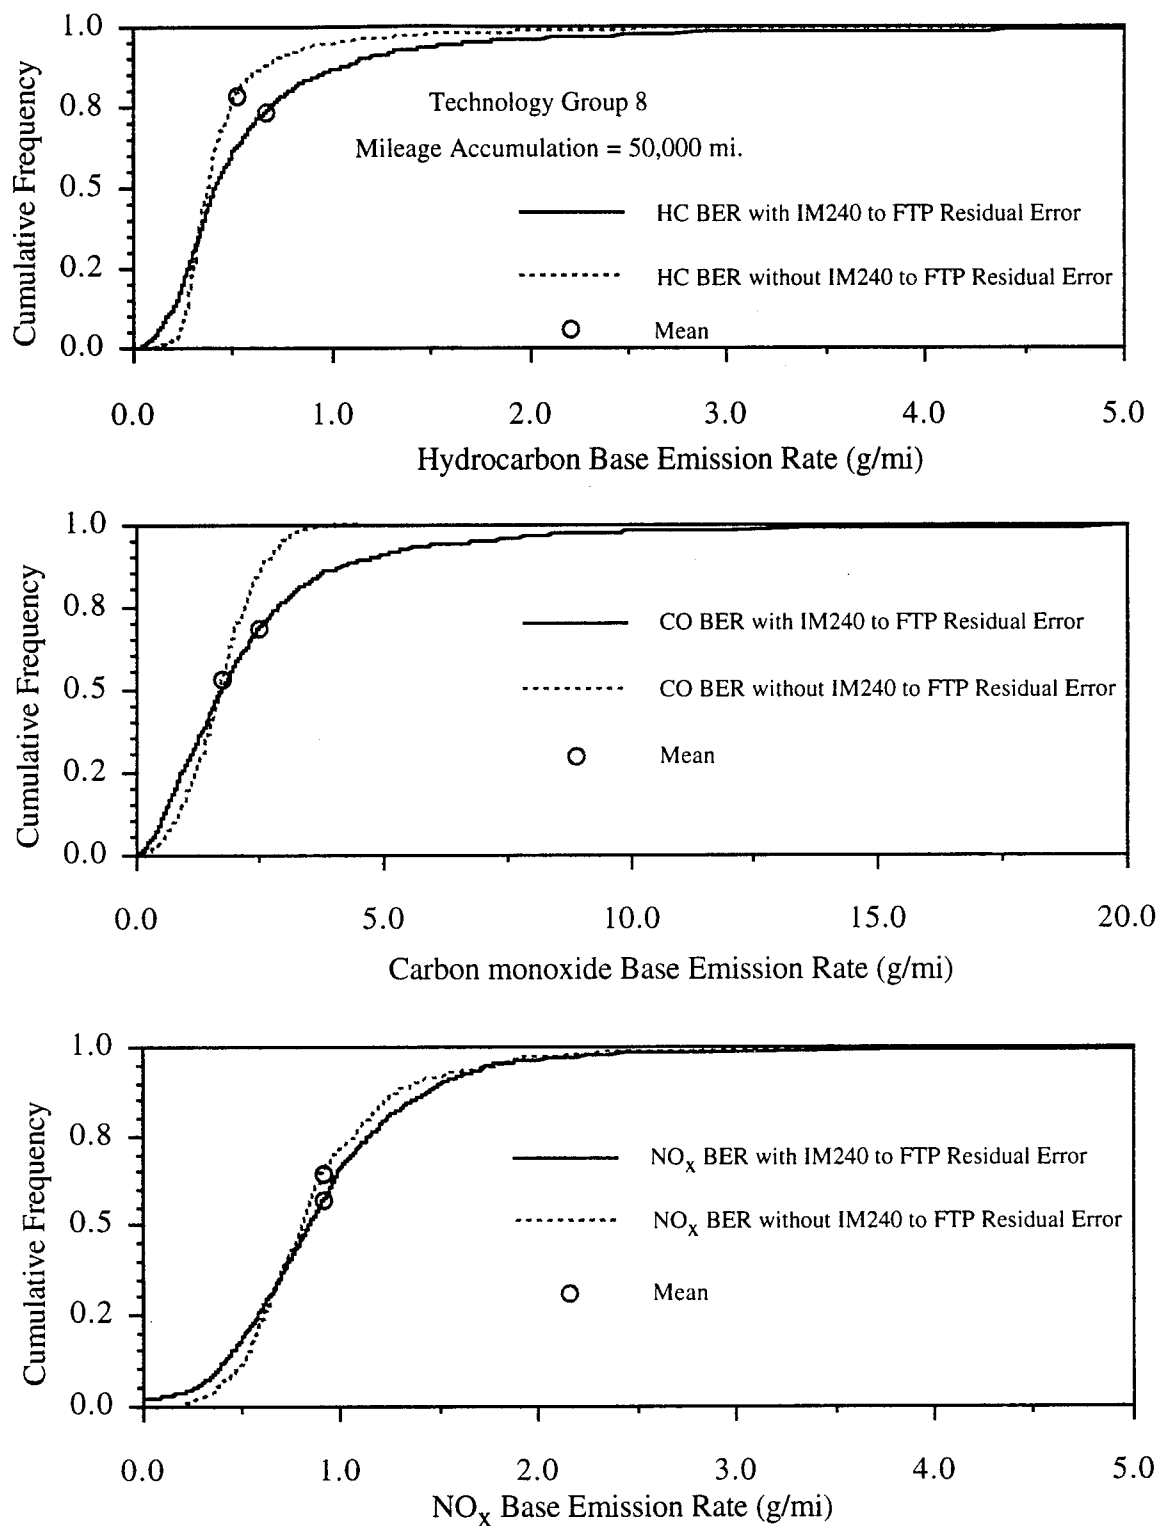 1.0
0.8
0.5
0.2
0.0
Cumulative Frequency
Technology Group 8
Mileage Accumulation = 50,000 mi.
HC BER with IM240 to FTP Residual Error
HC BER without IM240 to FTP Residual Error
Mean
0.0 1.0 2.0 3.0 4.0 5.0
Hydrocarbon Base Emission Rate (g/mi)
1.0
0.8
0.5
0.2
0.0
Cumulative Frequency
CO BER with IM240 to FTP Residual Error
CO BER without IM240 to FTP Residual Error
Mean
0.0 5.0 10.0 15.0 20.0
Carbon monoxide Base Emission Rate (g/mi)
1.0
0.8
0.5
0.2
0.0
Cumulative Frequency
NOx BER with IM240 to FTP Residual Error
NOx BER without IM240 to FTP Residual Error
Mean
0.0 1.0 2.0 3.0 4.0 5.0
NOx Base Emission Rate (g/mi)